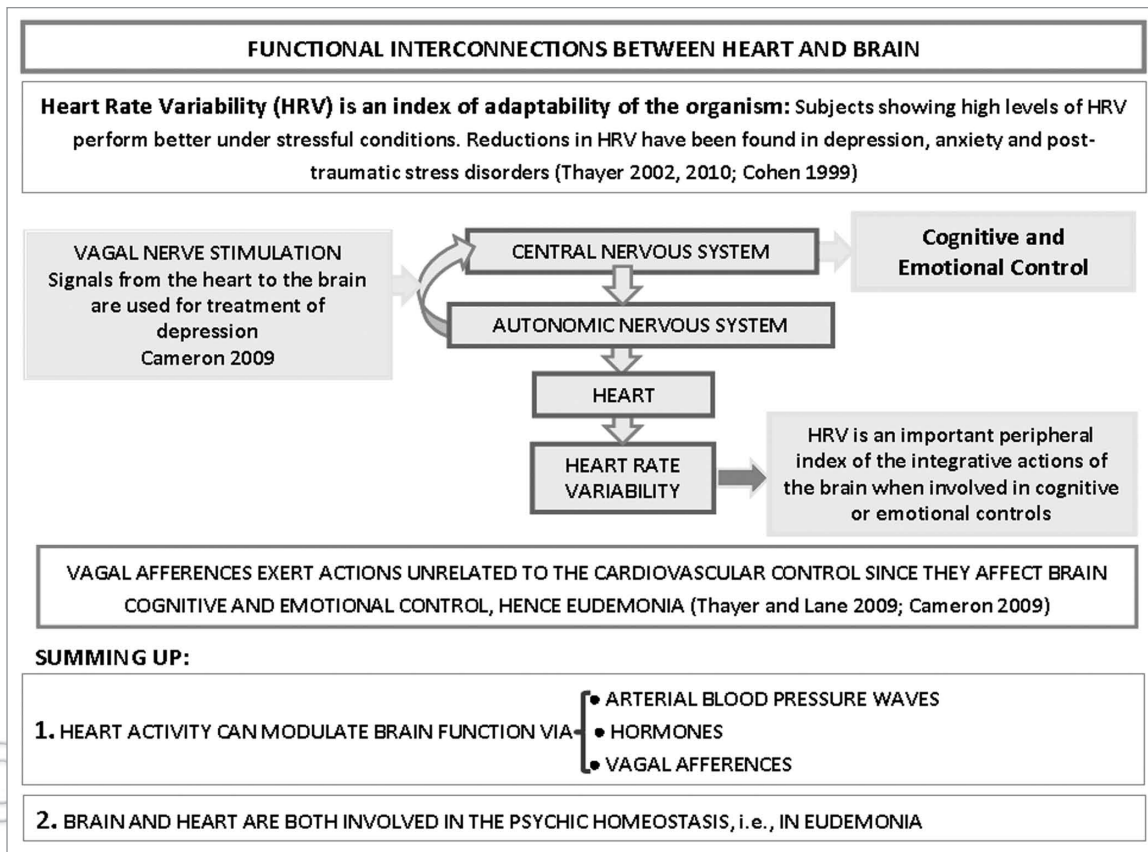 FUNCTIONAL INTERCONNECTIONS BETWEEN HEART AND BRAIN
Heart Rate Variability (HRV) is an index of adaptability of the organism: Subjects showing high levels of HRV
perform better under stressful conditions. Reductions in HRV have been found in depression, anxiety and post-
traumatic stress disorders (Thayer 2002, 2010; Cohen 1999)
VAGAL NERVE STIMULATION
Signals from the heart to the brain
are used for treatment of
depression
Cameron 2009
CENTRAL NERVOUS SYSTEM
Cognitive and
Emotional Control
AUTONOMIC NERVOUS SYSTEM
HEART
HEART RATE
VARIABILITY
HRV is an important peripheral
index of the integrative actions of
the brain when involved in cognitive
or emotional controls
VAGAL AFFERENCES EXERT ACTIONS UNRELATED TO THE CARDIOVASCULAR CONTROL SINCE THEY AFFECT BRAIN
COGNITIVE AND EMOTIONAL CONTROL, HENCE EUDEMONIA (Thayer and Lane 2009; Cameron 2009)
SUMMING UP:
1. HEART ACTIVITY CAN MODULATE BRAIN FUNCTION VIA
• ARTERIAL BLOOD PRESSURE WAVES
• HORMONES
• VAGAL AFFERENCES
2. BRAIN AND HEART ARE BOTH INVOLVED IN THE PSYCHIC HOMEOSTASIS, i.e., IN EUDEMONIA